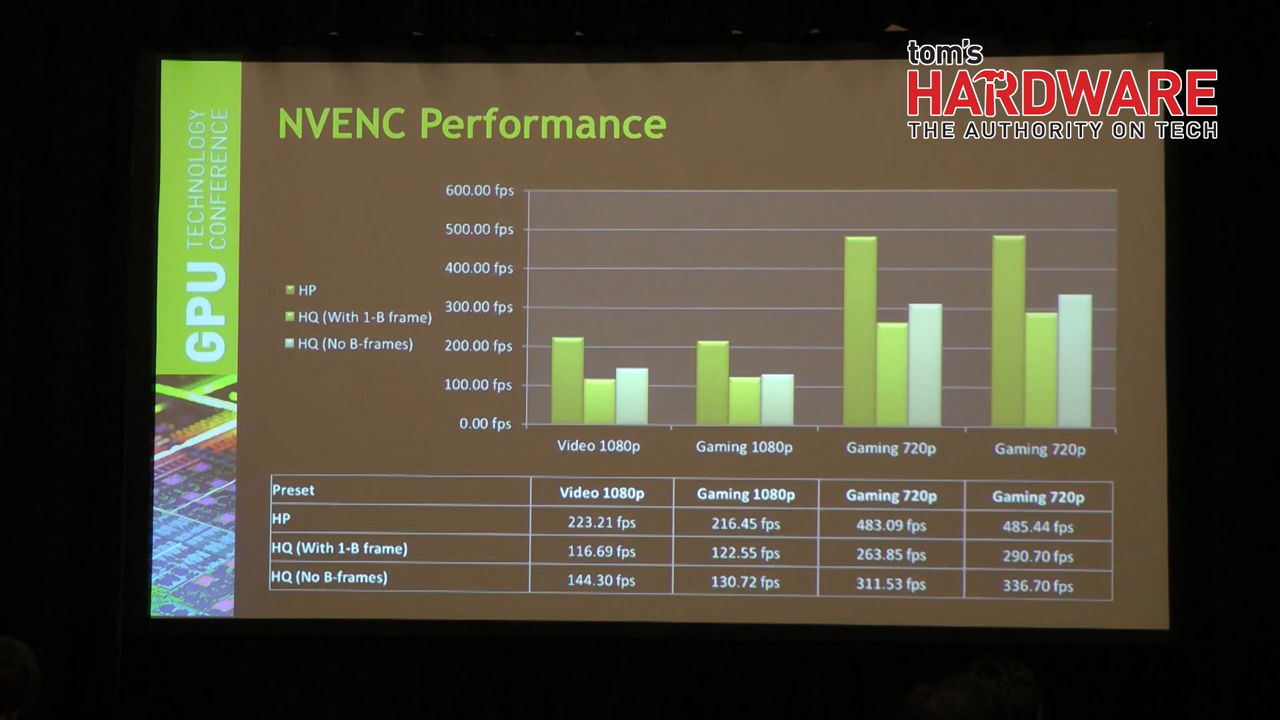 tom's
HARDWARE
THE AUTHORITY ON TECH
GPU TECHNOLOGY
CONFERENCE
NVENC Performance
600.00 fps
500.00 fps
400.00 fps
300.00 fps
200.00 fps
100.00 fps
0.00 fps
HP
HQ (With 1-B frame)
HQ (No B-frames)
Video 1080p Gaming 1080p Gaming 720p Gaming 720p
Preset Video 1080p Gaming 1080p Gaming 720p Gaming 720p
HP 223.21 fps 216.45 fps 483.09 fps 485.44 fps
HQ (With 1-B frame) 116.69 fps 122.55 fps 263.85 fps 290.70 fps
HQ (No B-frames) 144.30 fps 130.72 fps 311.53 fps 336.70 fps